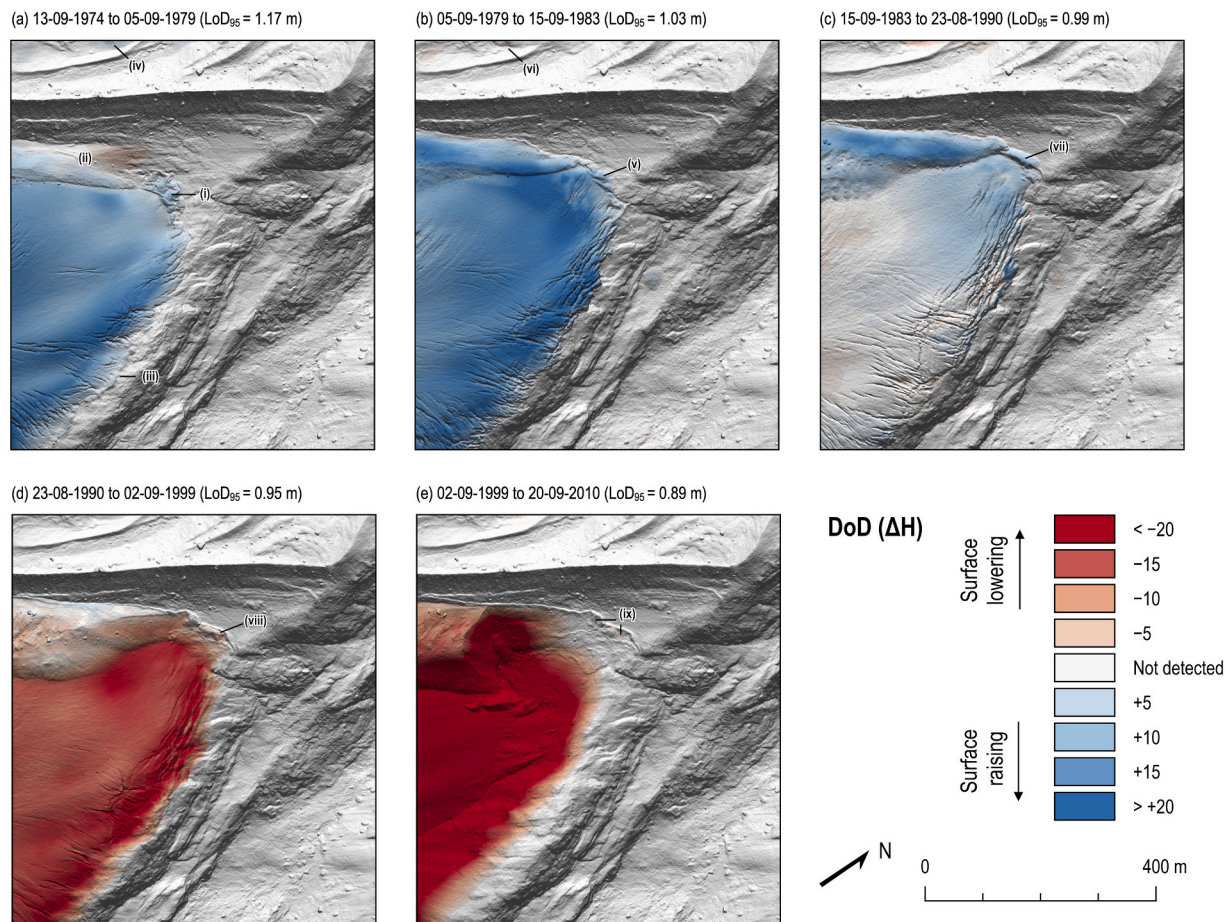 (a) 13-09-1974 to 05-09-1979 (LoD₉₅ = 1.17 m)
(b) 05-09-1979 to 15-09-1983 (LoD₉₅ = 1.03 m)
(c) 15-09-1983 to 23-08-1990 (LoD₉₅ = 0.99 m)
(iv)
(ii)
(i)
(iii)
(vi)
(v)
(vii)
(d) 23-08-1990 to 02-09-1999 (LoD₉₅ = 0.95 m)
(e) 02-09-1999 to 20-09-2010 (LoD₉₅ = 0.89 m)
(viii)
(ix)
DoD (ΔH)
Surface
lowering
Surface
raising
< −20
−15
−10
−5
Not detected
+5
+10
+15
> +20
N
0
400 m